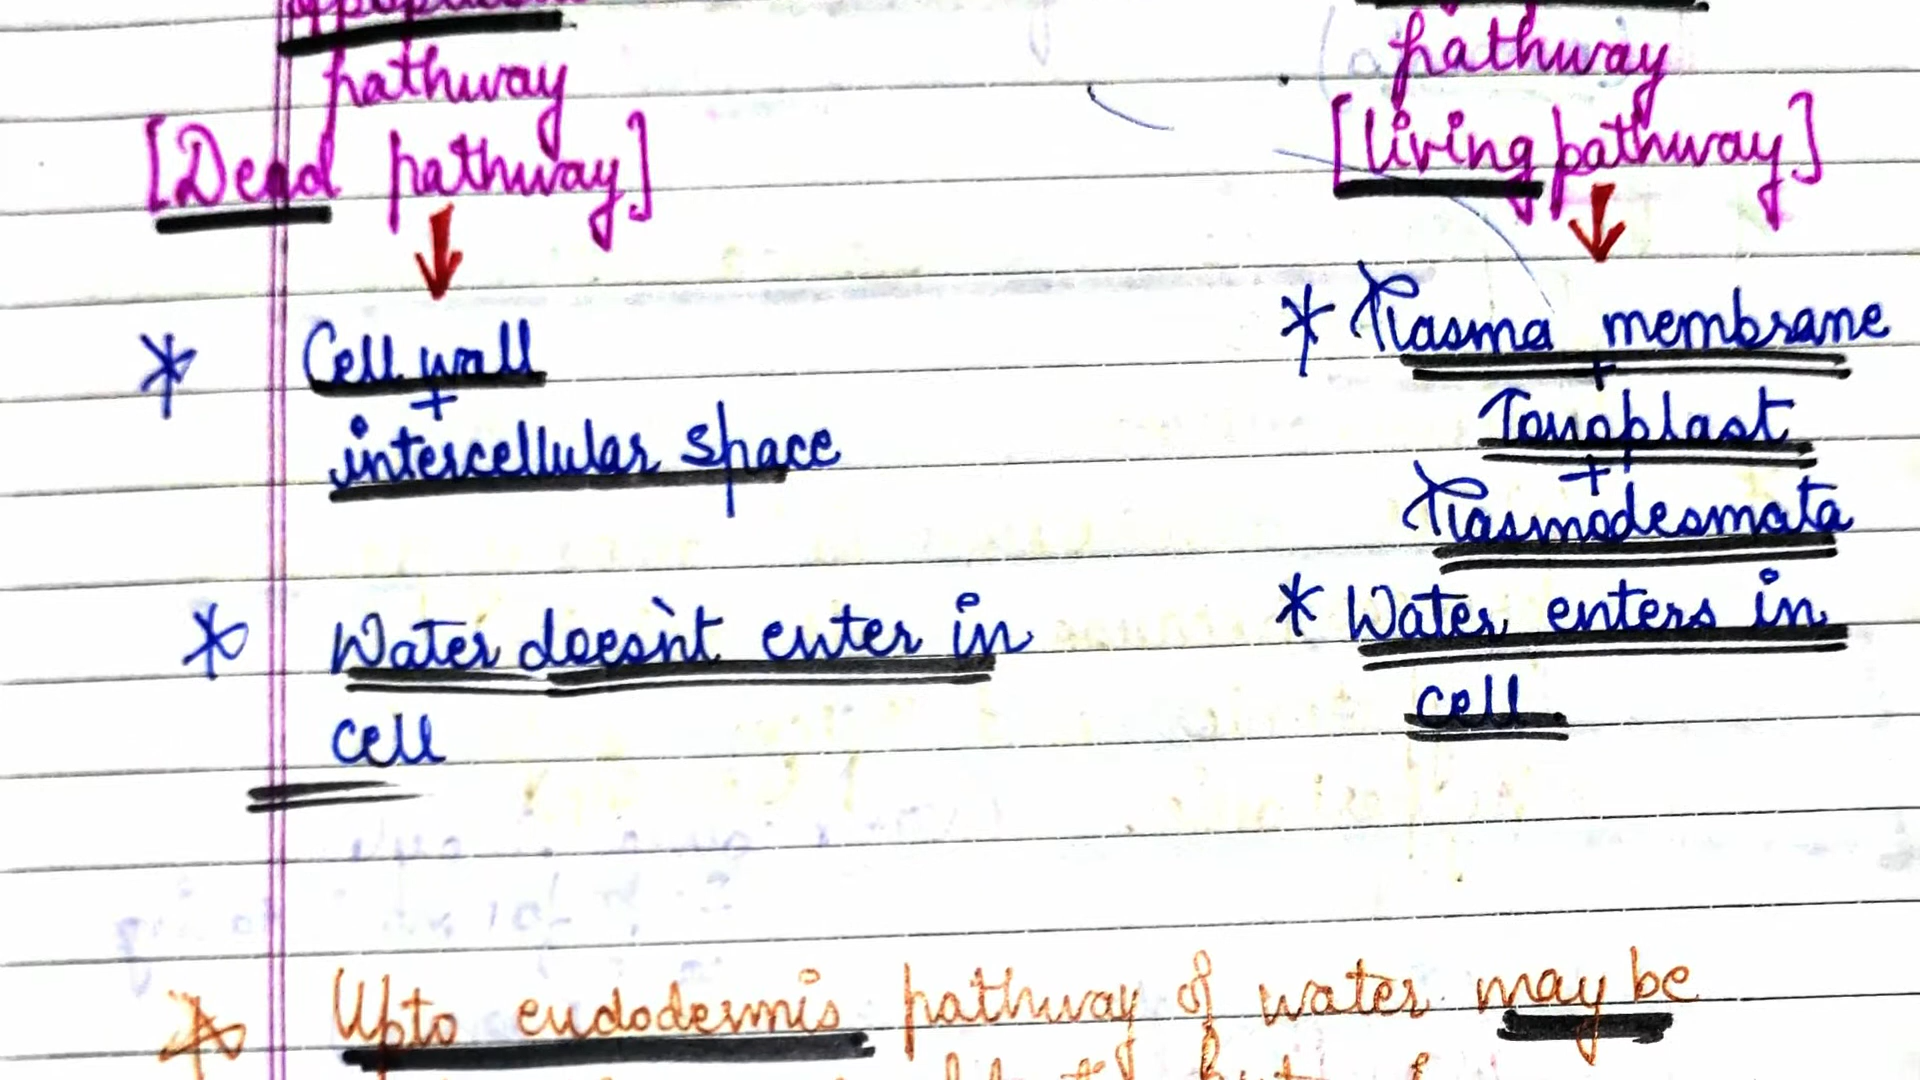 pathway
[Dead pathway]
↓
* Cell wall
+
intercellular space
* Water doesn't enter in
cell
pathway
[living pathway]
↓
* Plasma membrane
+
Tonoplast
+
Plasmodesmata
* Water enters in
cell
Upto endodermis pathway of water may be